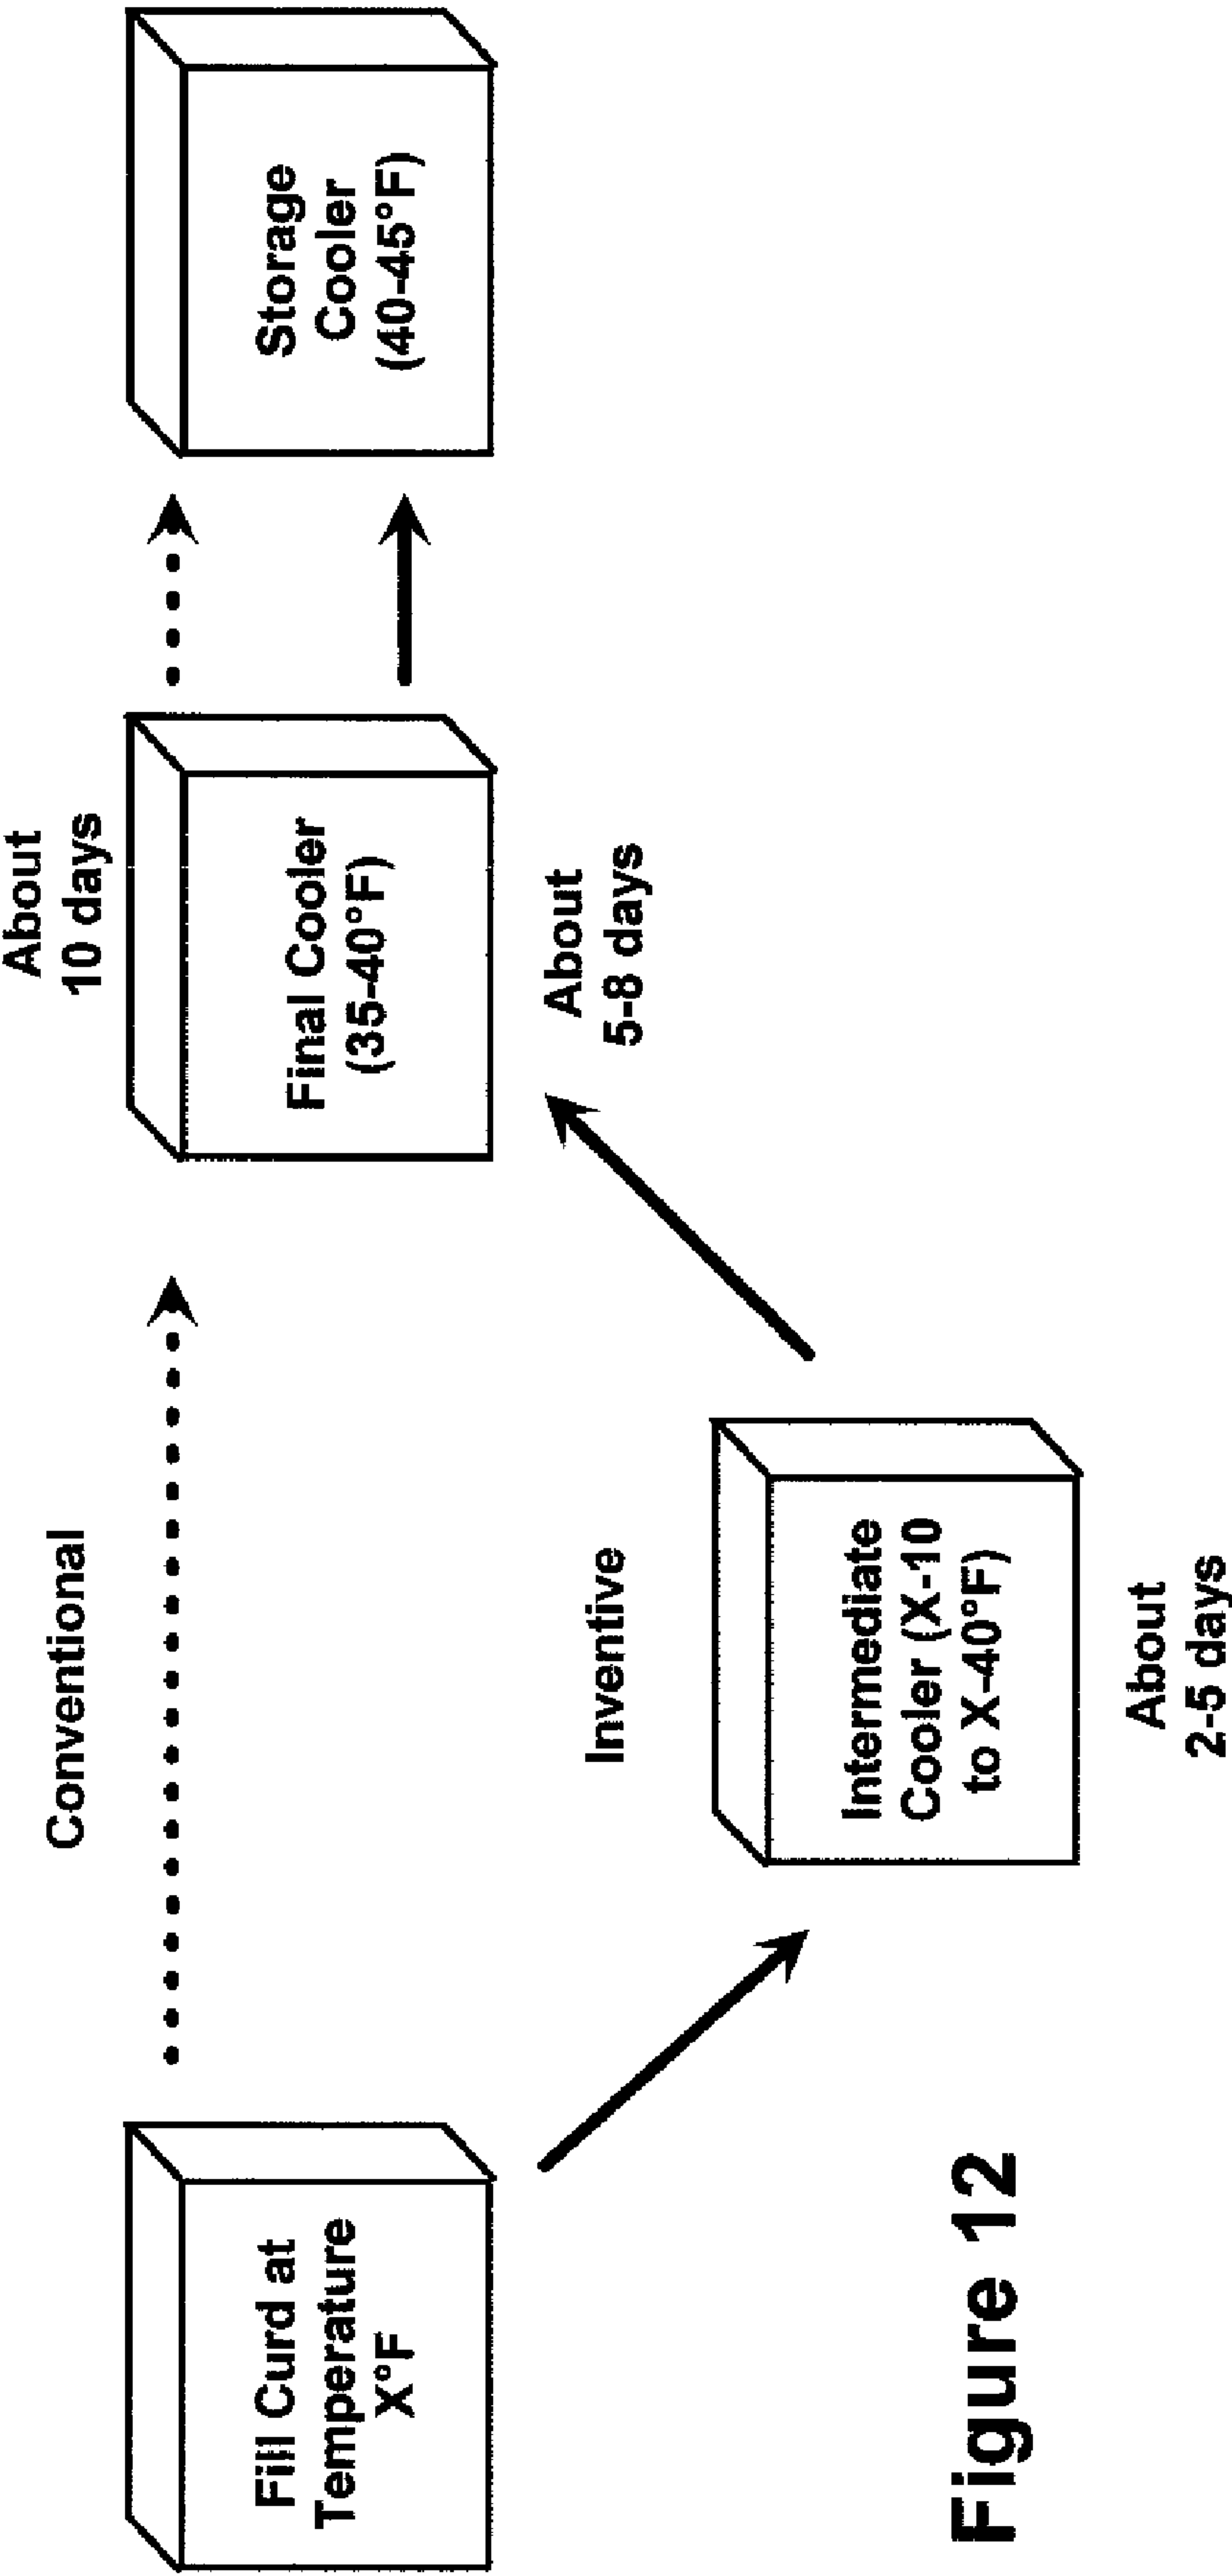 Conventional
About
10 days
Fill Curd at
Temperature
X°F
Final Cooler
(35-40°F)
Storage
Cooler
(40-45°F)
Inventive
About
5-8 days
Intermediate
Cooler (X-10
to X-40°F)
About
2-5 days
Figure 12